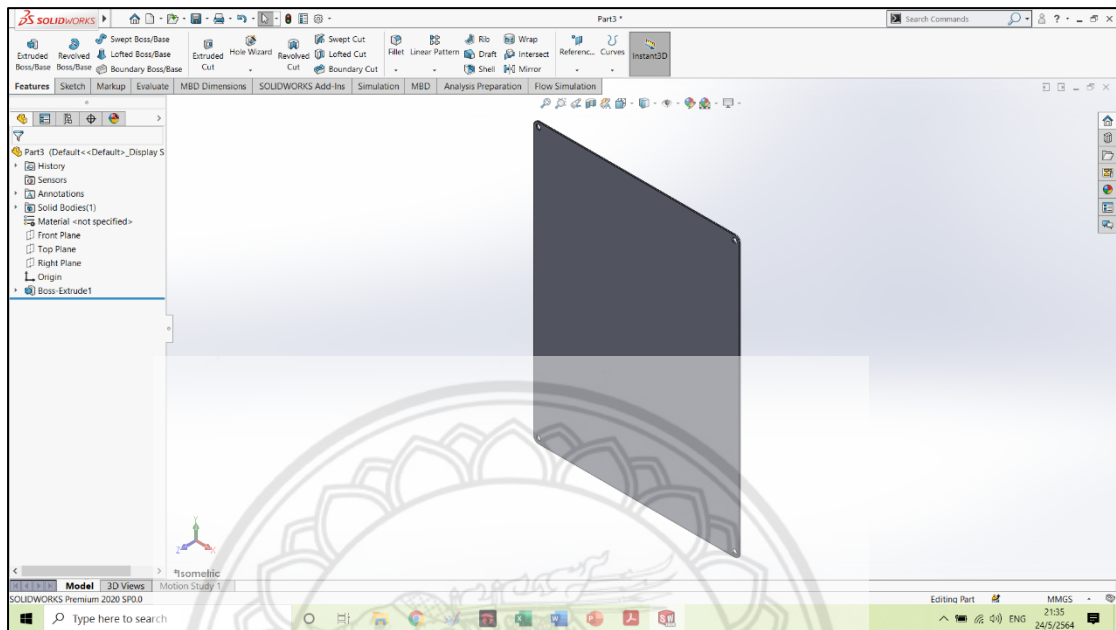 SOLIDWORKS
Part3 *
Search Commands
Extruded Boss/Base
Revolved Boss/Base
Swept Boss/Base
Lofted Boss/Base
Boundary Boss/Base
Extruded Cut
Hole Wizard
Revolved Cut
Swept Cut
Lofted Cut
Boundary Cut
Fillet
Linear Pattern
Rib
Draft
Shell
Wrap
Intersect
Mirror
Referenc...
Curves
Instant3D
Features Sketch Markup Evaluate MBD Dimensions SOLIDWORKS Add-Ins Simulation MBD Analysis Preparation Flow Simulation
Part3 (Default<<Default>_Display S
History
Sensors
Annotations
Solid Bodies(1)
Material <not specified>
Front Plane
Top Plane
Right Plane
Origin
Boss-Extrude1
*Isometric
Model 3D Views Motion Study 1
SOLIDWORKS Premium 2020 SP0.0
Editing Part MMGS
Type here to search
ENG
21:35
24/5/2564